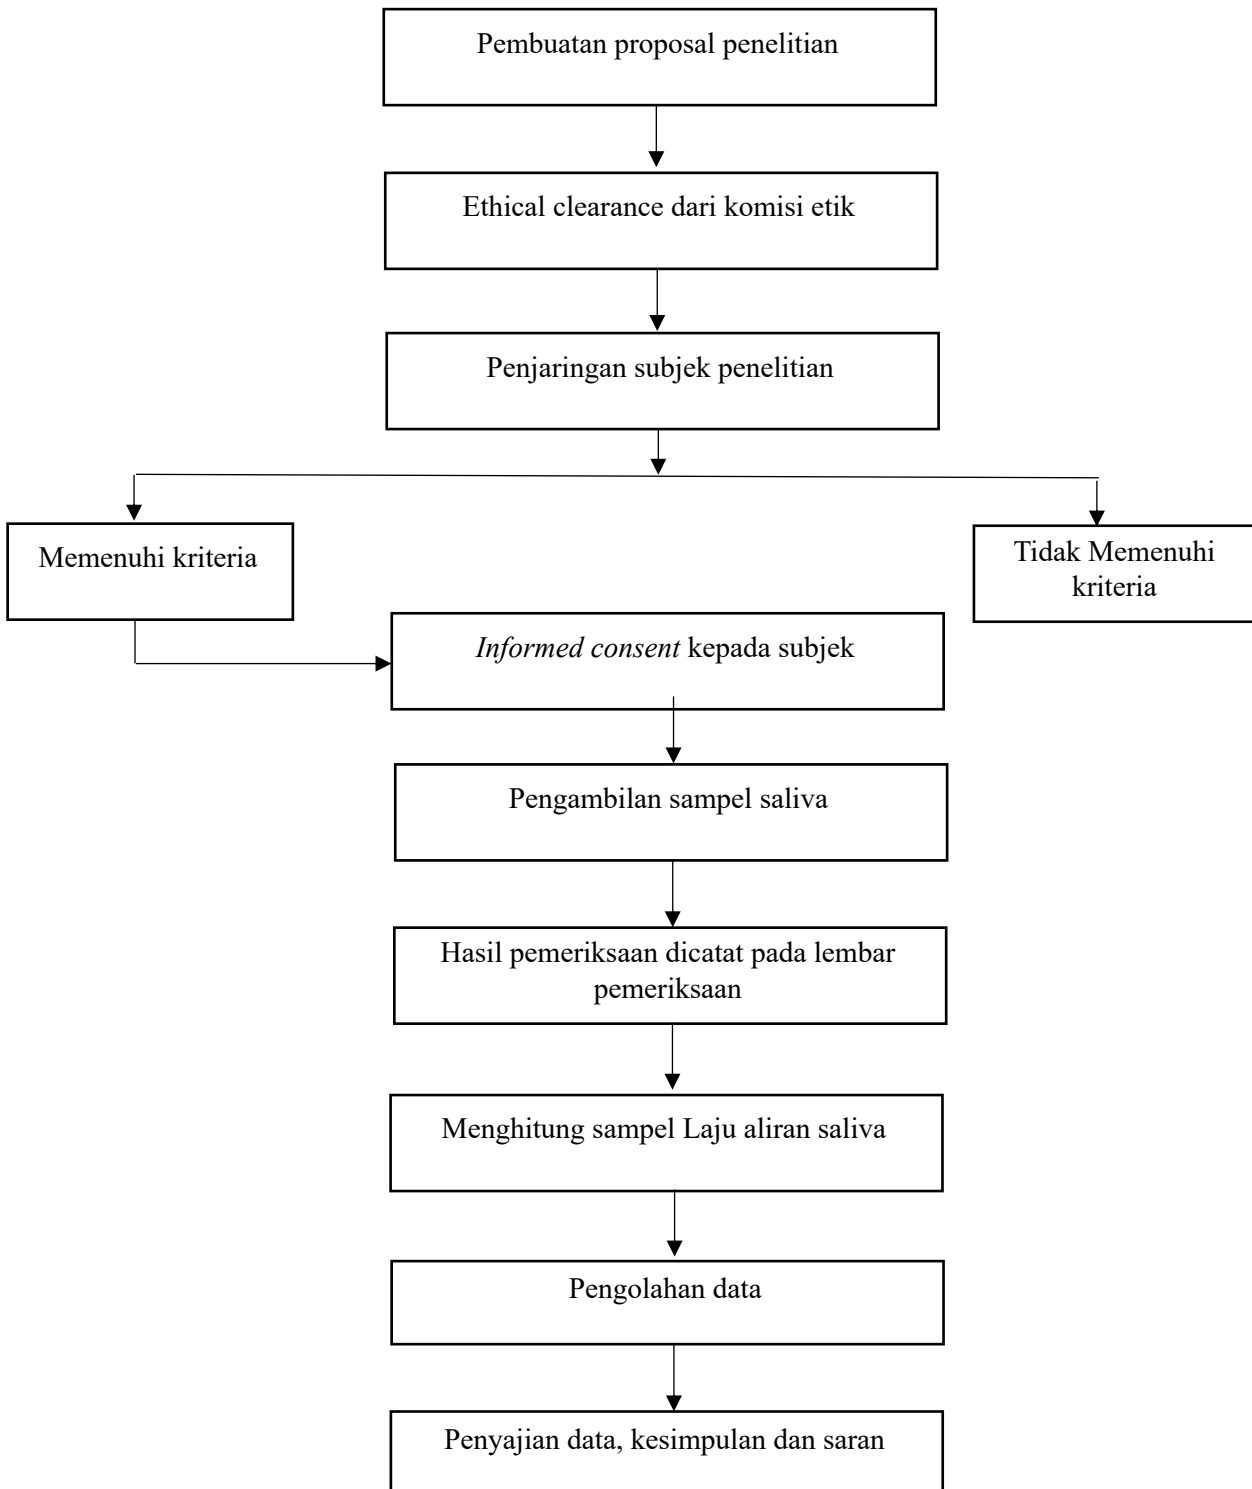 Pembuatan proposal penelitian
Ethical clearance dari komisi etik
Penjaringan subjek penelitian
Memenuhi kriteria
Tidak Memenuhi
kriteria
Informed consent kepada subjek
Pengambilan sampel saliva
Hasil pemeriksaan dicatat pada lembar
pemeriksaan
Menghitung sampel Laju aliran saliva
Pengolahan data
Penyajian data, kesimpulan dan saran